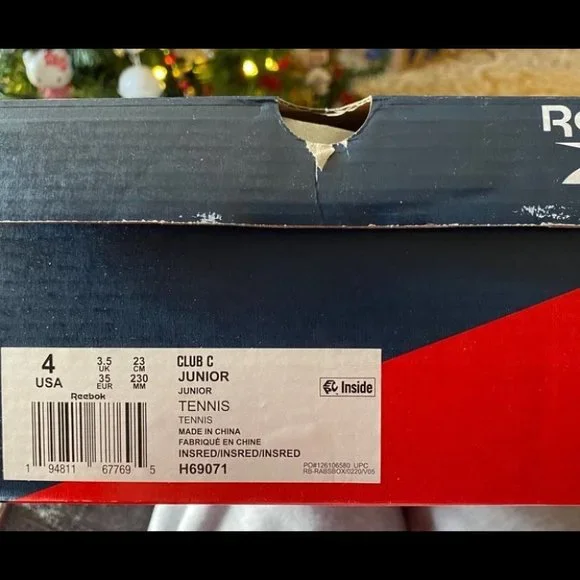 Re
4
USA
3.5
UK
35
EUR
23
CM
230
MM
Reebok
1 94811 67769 5
CLUB C
JUNIOR
JUNIOR
TENNIS
TENNIS
MADE IN CHINA
FABRIQUÉ EN CHINE
INSRED/INSRED/INSRED
H69071
Inside
PO#126106580 UPC
RB-RABSBOX/0220/V05